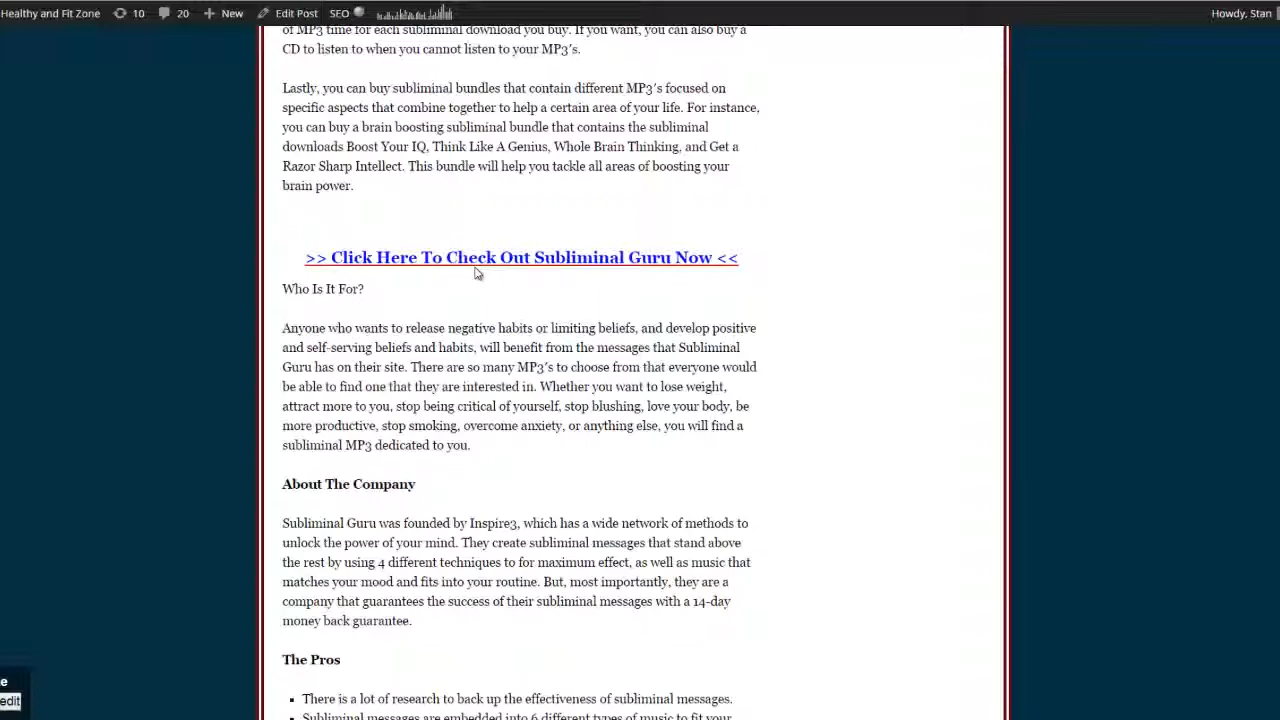 Healthy and Fit Zone 10 20 New Edit Post SEO Howdy, Stan
of MP3 time for each subliminal download you buy. If you want, you can also buy a
CD to listen to when you cannot listen to your MP3's.
Lastly, you can buy subliminal bundles that contain different MP3's focused on
specific aspects that combine together to help a certain area of your life. For instance,
you can buy a brain boosting subliminal bundle that contains the subliminal
downloads Boost Your IQ, Think Like A Genius, Whole Brain Thinking, and Get a
Razor Sharp Intellect. This bundle will help you tackle all areas of boosting your
brain power.
>> Click Here To Check Out Subliminal Guru Now <<
Who Is It For?
Anyone who wants to release negative habits or limiting beliefs, and develop positive
and self-serving beliefs and habits, will benefit from the messages that Subliminal
Guru has on their site. There are so many MP3's to choose from that everyone would
be able to find one that they are interested in. Whether you want to lose weight,
attract more to you, stop being critical of yourself, stop blushing, love your body, be
more productive, stop smoking, overcome anxiety, or anything else, you will find a
subliminal MP3 dedicated to you.
About The Company
Subliminal Guru was founded by Inspire3, which has a wide network of methods to
unlock the power of your mind. They create subliminal messages that stand above
the rest by using 4 different techniques to for maximum effect, as well as music that
matches your mood and fits into your routine. But, most importantly, they are a
company that guarantees the success of their subliminal messages with a 14-day
money back guarantee.
The Pros
e
edit
There is a lot of research to back up the effectiveness of subliminal messages.
Subliminal messages are embedded into 6 different types of music to fit your